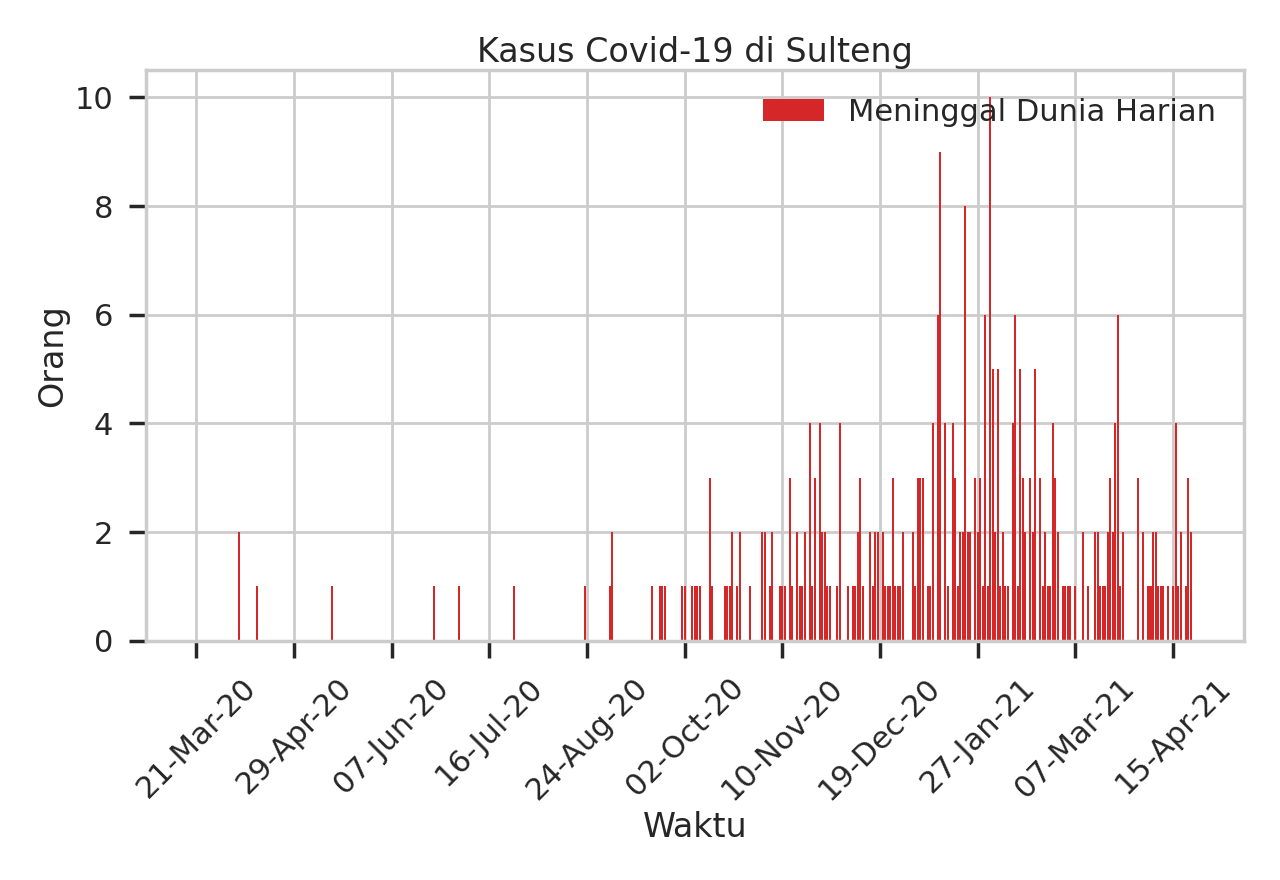 Kasus Covid-19 di Sulteng
Meninggal Dunia Harian
Orang
10
8
6
4
2
0
21-Mar-20
29-Apr-20
07-Jun-20
16-Jul-20
24-Aug-20
02-Oct-20
10-Nov-20
19-Dec-20
27-Jan-21
07-Mar-21
15-Apr-21
Waktu